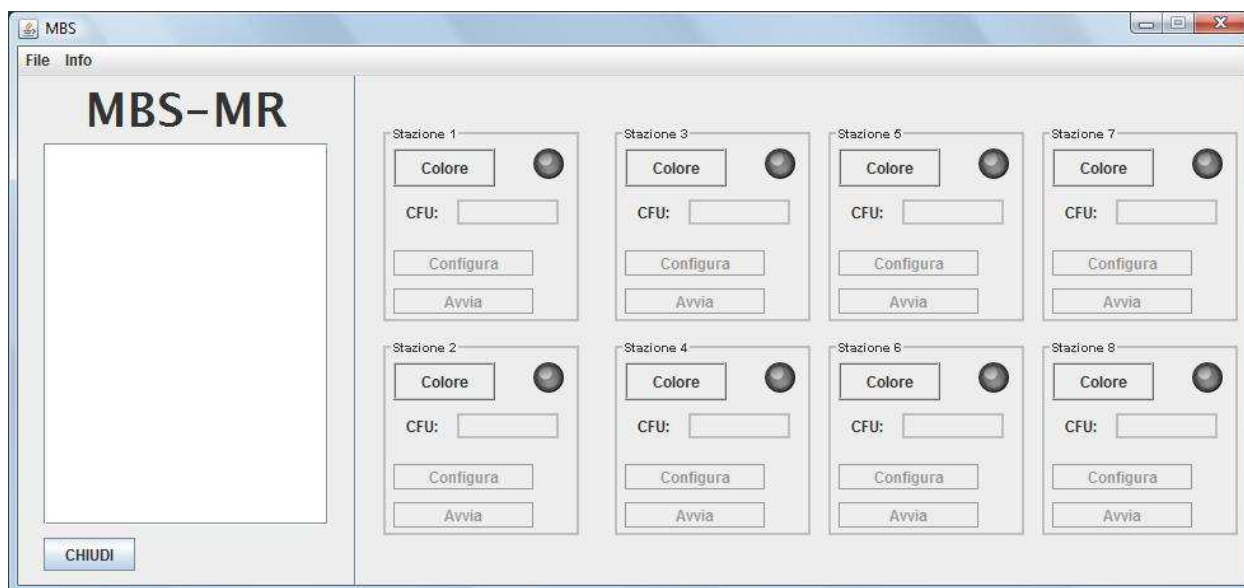 MBS
File Info
MBS-MR
CHIUDI
Stazione 1
Colore
CFU:
Configura
Avvia
Stazione 3
Colore
CFU:
Configura
Avvia
Stazione 5
Colore
CFU:
Configura
Avvia
Stazione 7
Colore
CFU:
Configura
Avvia
Stazione 2
Colore
CFU:
Configura
Avvia
Stazione 4
Colore
CFU:
Configura
Avvia
Stazione 6
Colore
CFU:
Configura
Avvia
Stazione 8
Colore
CFU:
Configura
Avvia